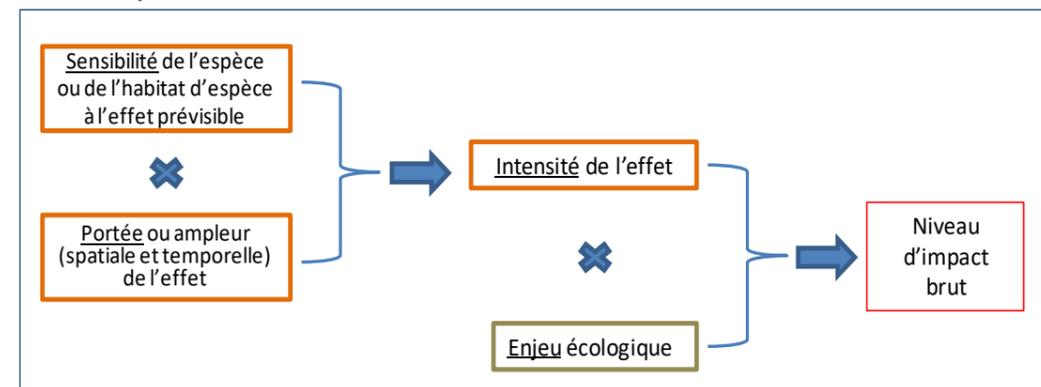 Sensibilité de l'espèce
ou de l'habitat d'espèce
à l'effet prévisible
Portée ou ampleur
(spatiale et temporelle)
de l'effet
Intensité de l'effet
Enjeu écologique
Niveau
d'impact
brut